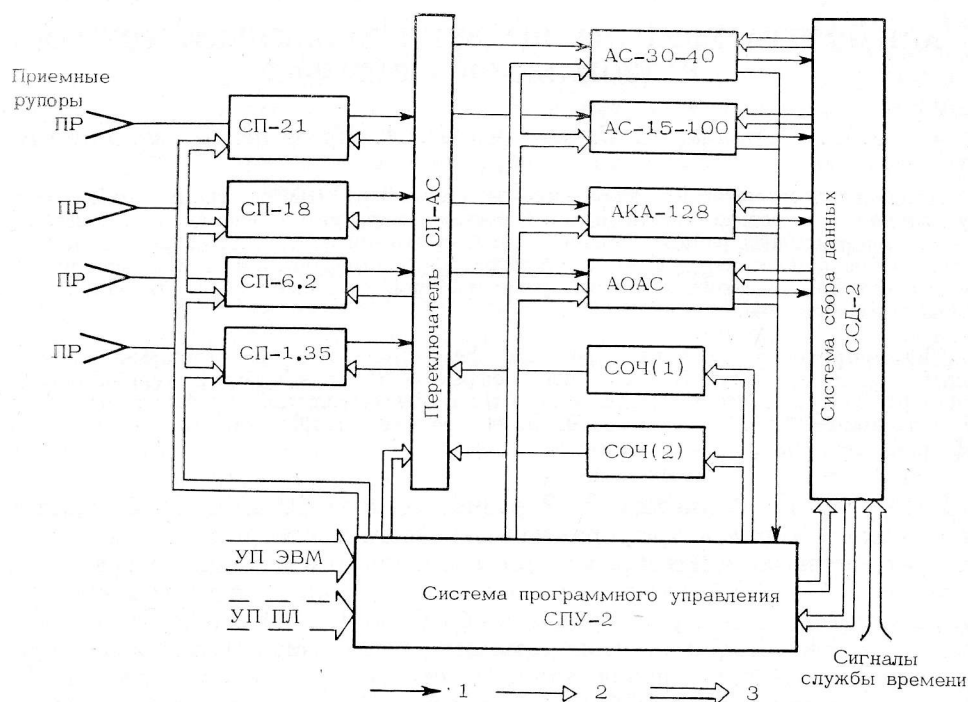 Приемные
рупоры
ПР
СП-21
ПР
СП-18
ПР
СП-6.2
ПР
СП-1.35
Переключатель СП-АС
АС-30-40
АС-15-100
АКА-128
АОАС
СОЧ(1)
СОЧ(2)
Система сбора данных
ССД-2
УП ЭВМ
УП ПЛ
Система программного управления
СПУ-2
Сигналы
службы времени
1
2
3